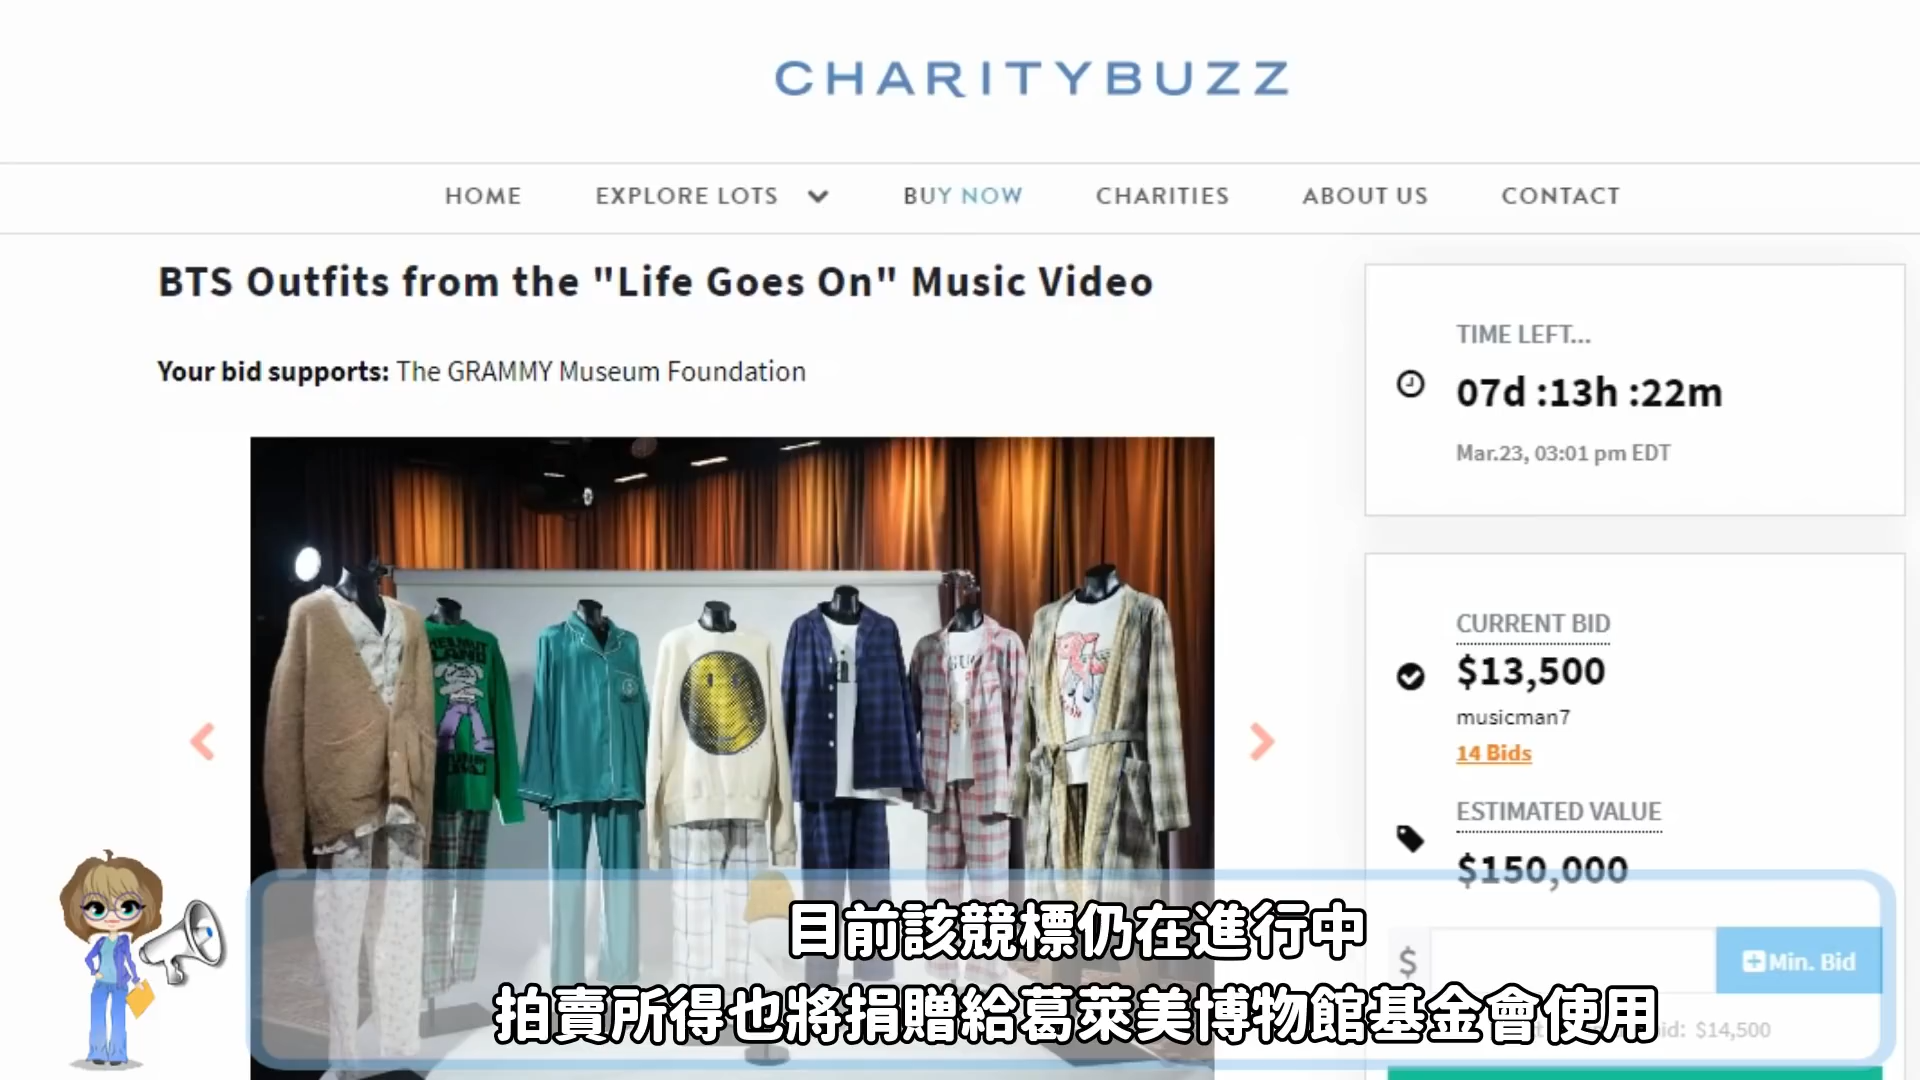 CHARITYBUZZ
HOME EXPLORE LOTS BUY NOW CHARITIES ABOUT US CONTACT
BTS Outfits from the "Life Goes On" Music Video
Your bid supports: The GRAMMY Museum Foundation
TIME LEFT...
07d :13h :22m
Mar.23, 03:01 pm EDT
CURRENT BID
$13,500
musicman7
14 Bids
ESTIMATED VALUE
$150,000
$
Min. Bid
$14,500
目前該競標仍在進行中
拍賣所得也將捐贈給葛萊美博物館基金會使用